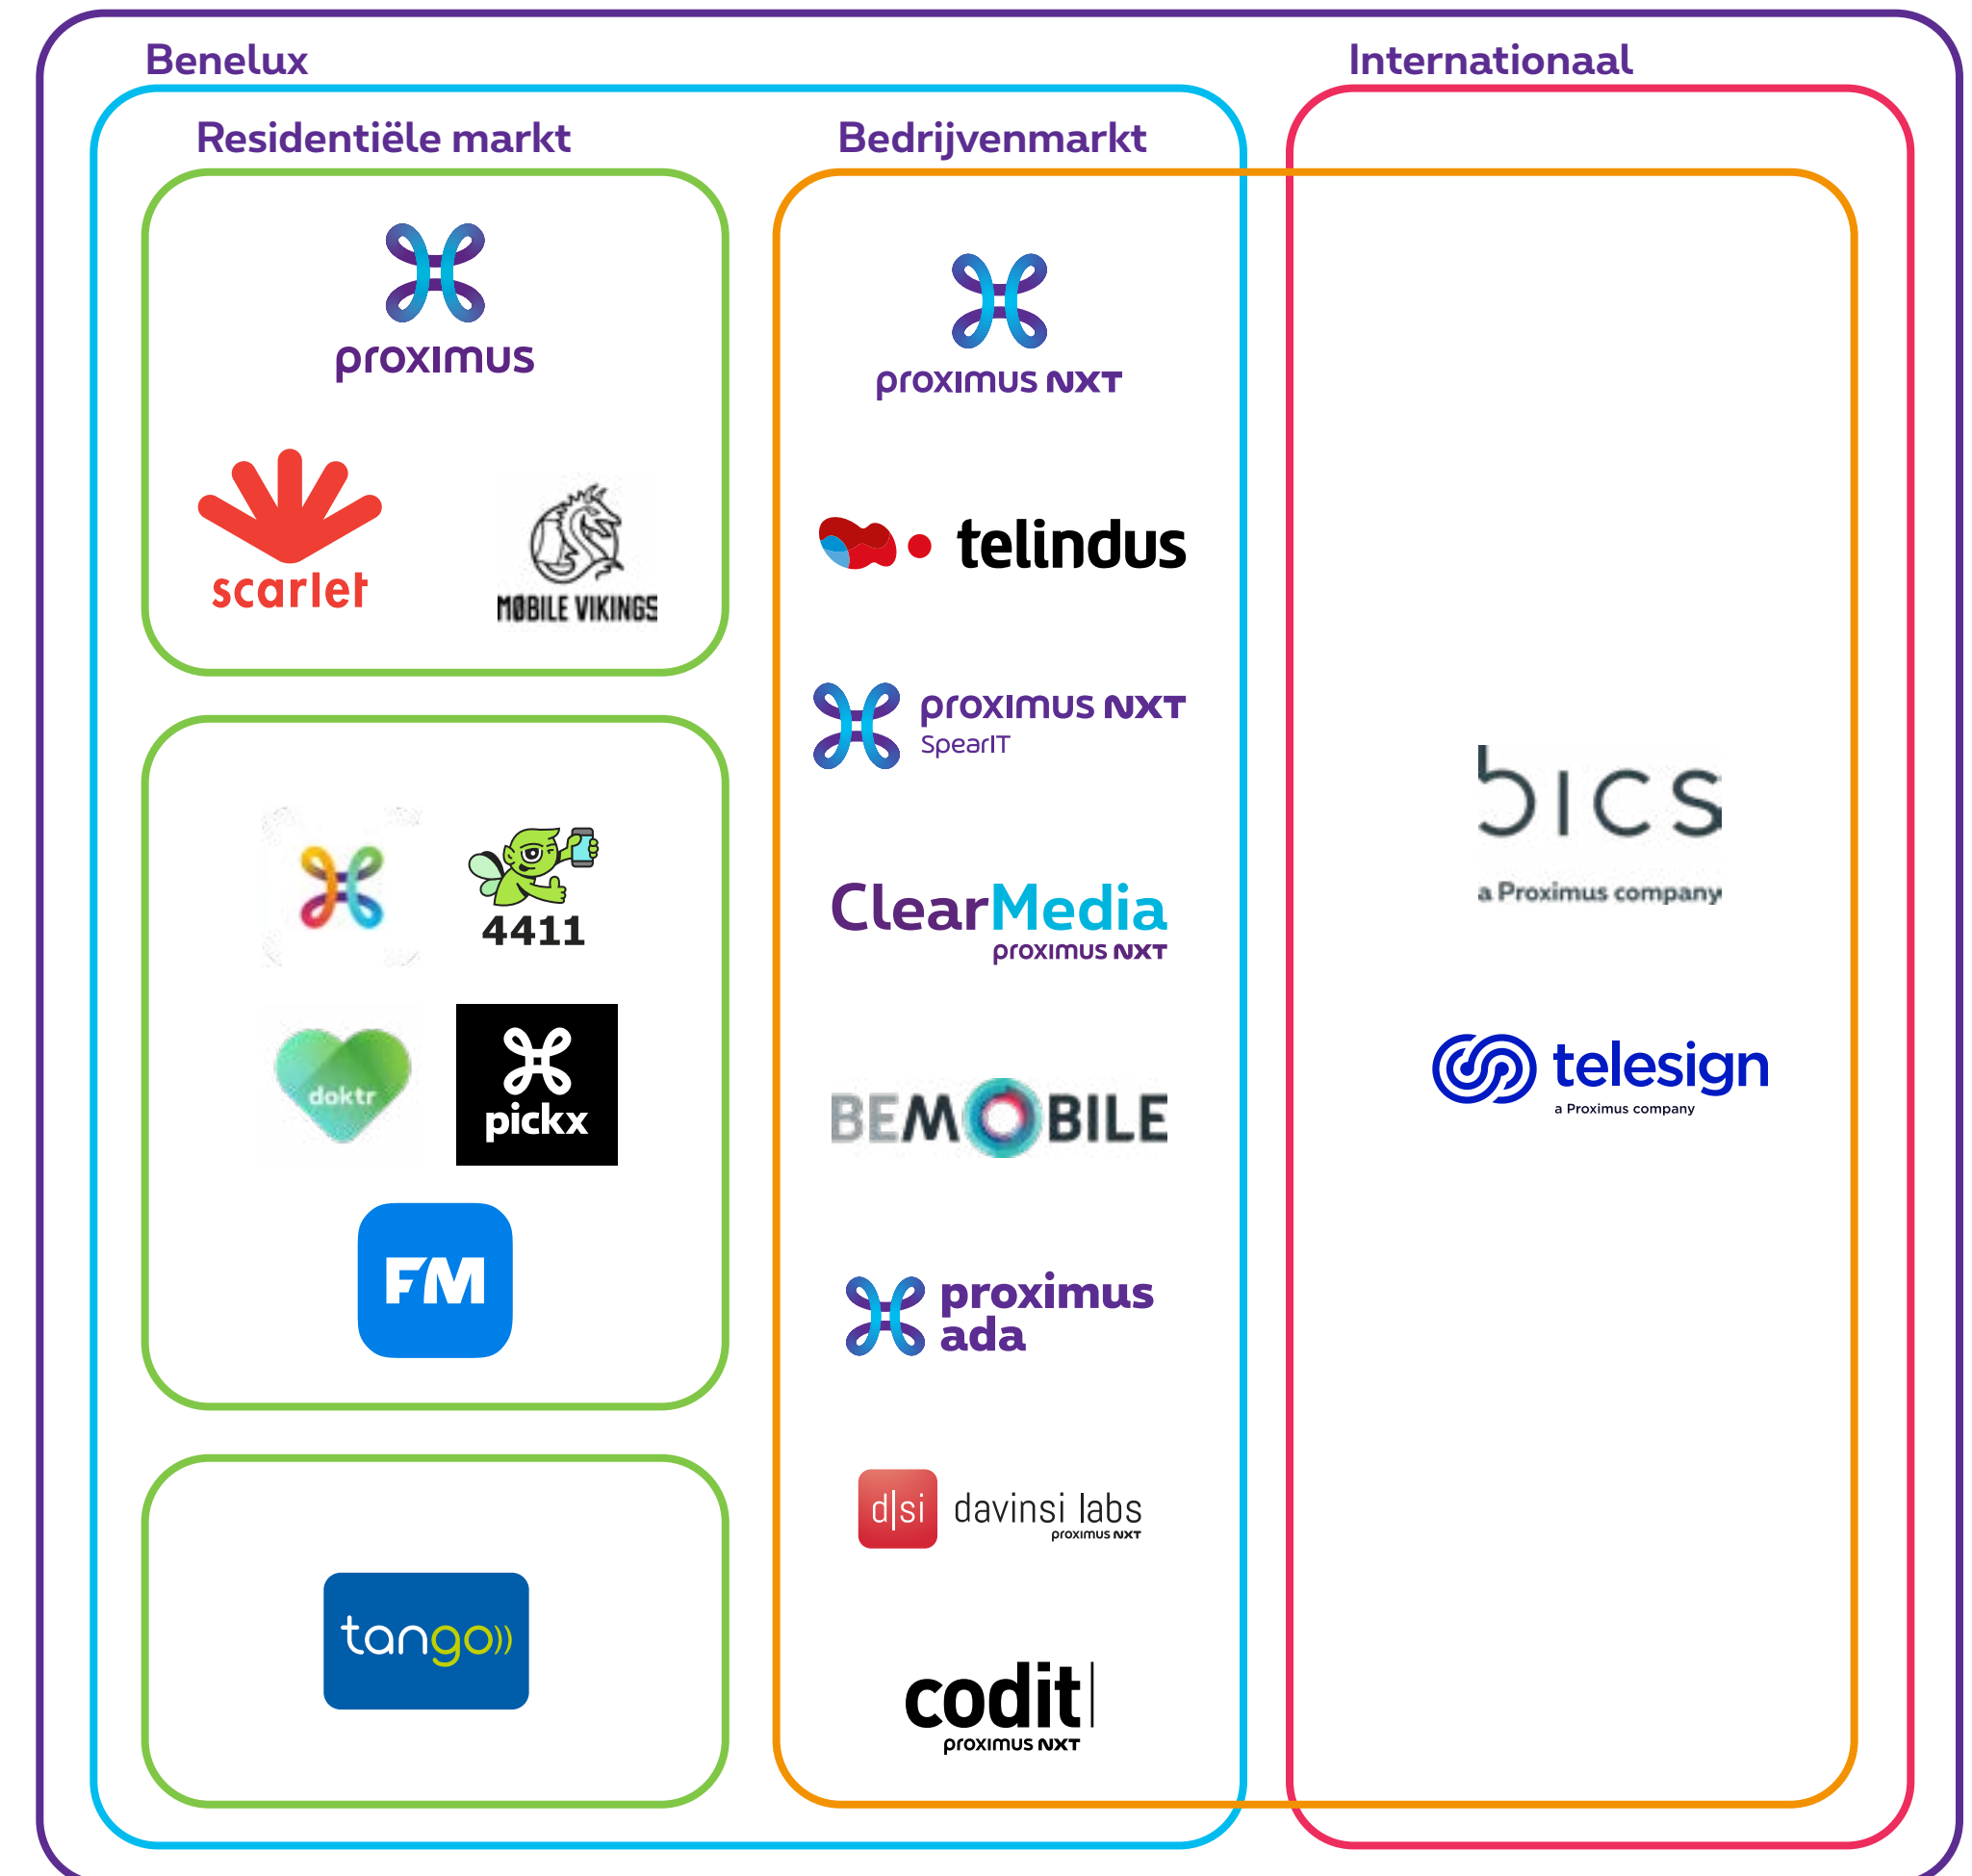 Benelux
Internationaal
Residentiële markt
Bedrijvenmarkt
proximus
scarlet
MØBILE VIKINGS
4411
doktr
pickx
FM
tango
proximus NXT
telindus
proximus NXT
SpearIT
ClearMedia
proximus NXT
BEMOBILE
proximus
ada
d|si davinsi labs
proximus NXT
codit
proximus NXT
bics
a Proximus company
telesign
a Proximus company